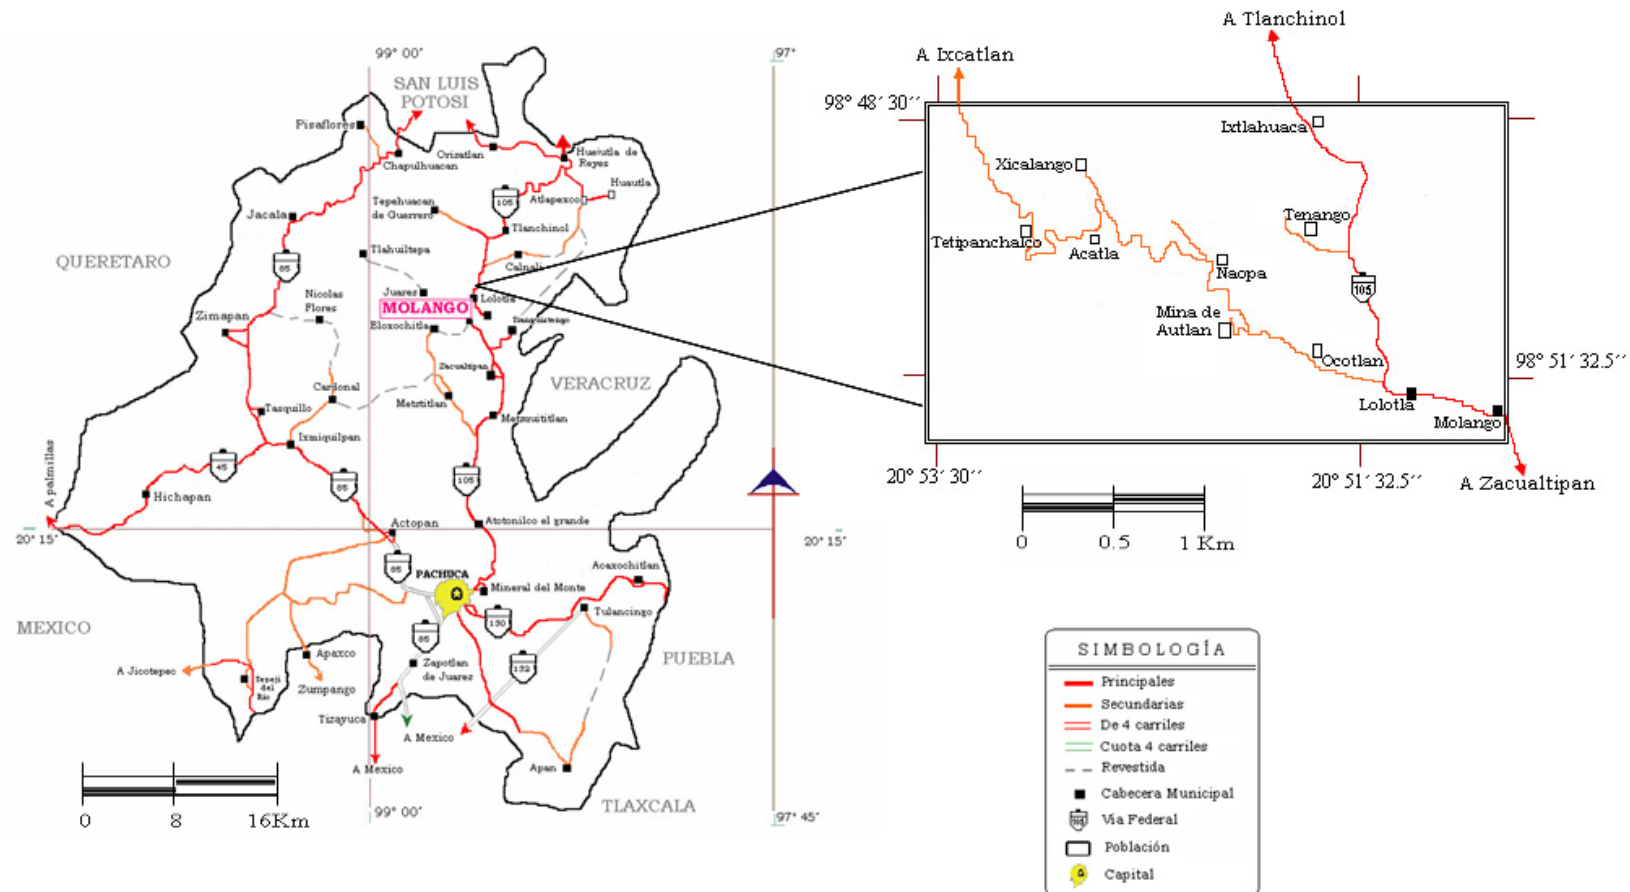 99° 00′
97°
SAN LUIS
POTOSI
Pisaflores
Chapulhuacan
Orizatlan
Huejutla de
Reyes
Huautla
Atlapexco
105
Tepehuacan
de Guerrero
Jacala
Tlanchinol
Tlahuiltepa
Calnali
QUERETARO
85
Juarez
Lolotla
Nicolas
Flores
MOLANGO
Zimapan
Eloxochitla
Zacualtipan
VERACRUZ
Cardonal
Metztitlan
Tasquillo
Metzquititlan
Ixmiquilpan
A palmillas
45
85
105
Hichapan
Actopan
Atotonilco el grande
20° 15′
20° 15′
85
PACHUCA
Acaxochitlan
Mineral del Monte
Tulancingo
130
MEXICO
85
132
PUEBLA
Apaxco
Zapotlan
de Juarez
A Jicotepec
Tepeji
del
Rio
Zumpango
Tizayuca
A Mexico
A Mexico
Apan
TLAXCALA
0 8 16Km
99° 00′
97° 45′
A Tlanchinol
A Ixcatlan
98° 48′ 30′′
Ixtlahuaca
Xicalango
Tenango
Tetipanchalco
Acatla
Naopa
105
Mina de
Autlan
Ocotlan
98° 51′ 32.5′′
Lolotla
Molango
20° 53′ 30′′
20° 51′ 32.5′′
A Zacualtipan
0 0.5 1 Km
SIMBOLOGÍA
Principales
Secundarias
De 4 carriles
Cuota 4 carriles
Revestida
Cabecera Municipal
Via Federal
Población
Capital